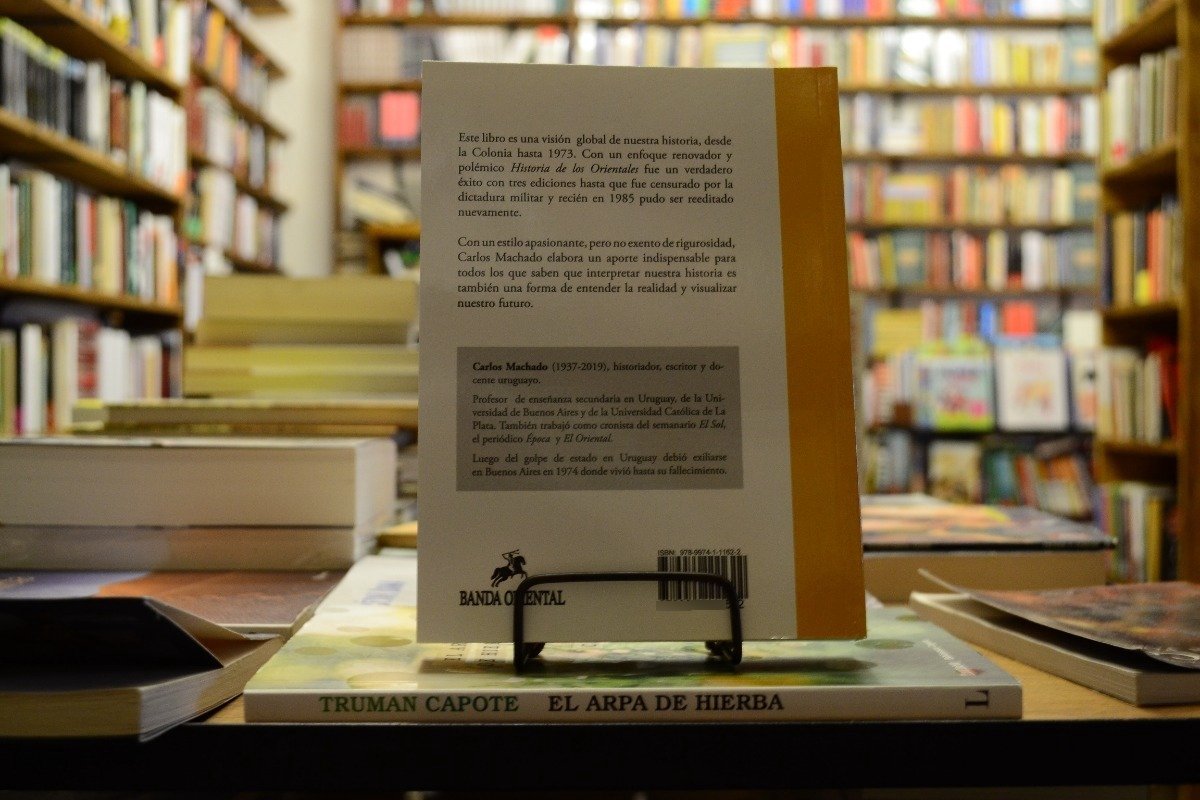 Este libro es una visión global de nuestra historia, desde
la Colonia hasta 1973. Con un enfoque renovador y
polémico Historia de los Orientales fue un verdadero
éxito con tres ediciones hasta que fue censurado por la
dictadura militar y recién en 1985 pudo ser reeditado
nuevamente.
Con un estilo apasionante, pero no exento de rigurosidad,
Carlos Machado elabora un aporte indispensable para
todos los que saben que interpretar nuestra historia es
también una forma de entender la realidad y visualizar
nuestro futuro.
Carlos Machado (1937-2019), historiador, escritor y do-
cente uruguayo.
Profesor de enseñanza secundaria en Uruguay, de la Uni-
versidad de Buenos Aires y de la Universidad Católica de La
Plata. También trabajó como cronista del semanario El Sol,
el periódico Época y El Oriental.
Luego del golpe de estado en Uruguay debió exiliarse
en Buenos Aires en 1974 donde vivió hasta su fallecimiento.
ISBN: 978-9974-1-1162-2
BANDA ORIENTAL
TRUMAN CAPOTE EL ARPA DE HIERBA L